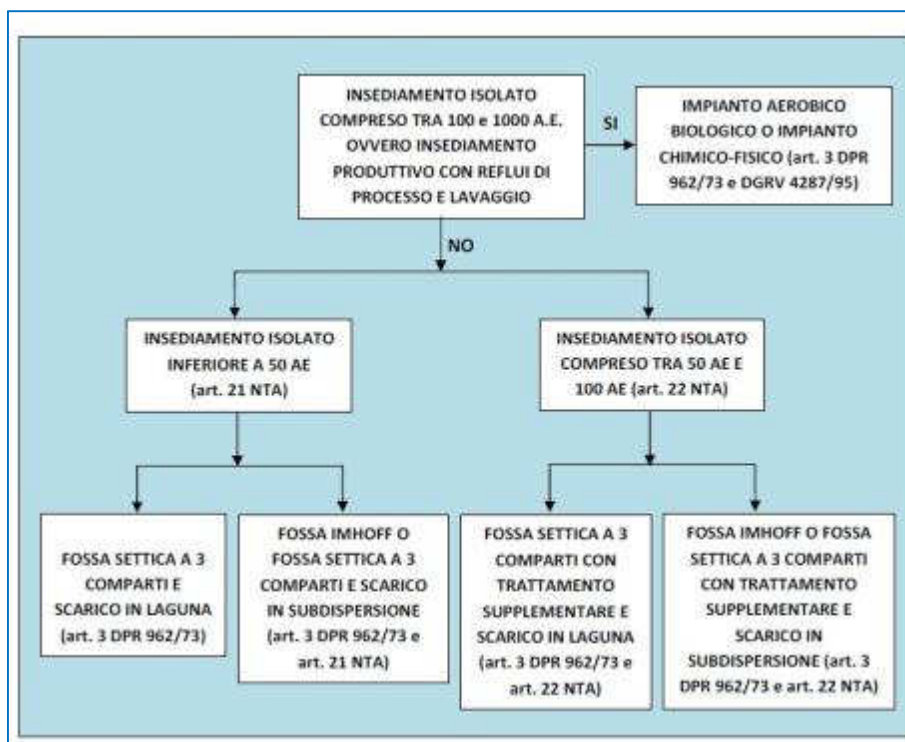 INSEDIAMENTO ISOLATO
COMPRESO TRA 100 e 1000 A.E.
OVVERO INSEDIAMENTO
PRODUTTIVO CON REFLUI DI
PROCESSO E LAVAGGIO
SI
IMPIANTO AEROBICO
BIOLOGICO O IMPIANTO
CHIMICO-FISICO (art. 3 DPR
962/73 e DGRV 4287/95)
NO
INSEDIAMENTO ISOLATO
INFERIORE A 50 AE
(art. 21 NTA)
INSEDIAMENTO ISOLATO
COMPRESO TRA 50 AE E
100 AE (art. 22 NTA)
FOSSA SETTICA A 3
COMPARTI E
SCARICO IN LAGUNA
(art. 3 DPR 962/73)
FOSSA IMHOFF O
FOSSA SETTICA A 3
COMPARTI E SCARICO
IN SUBDISPERSIONE
(art. 3 DPR 962/73 e
art. 21 NTA)
FOSSA SETTICA A 3
COMPARTI CON
TRATTAMENTO
SUPPLEMENTARE E
SCARICO IN LAGUNA
(art. 3 DPR 962/73 e
art. 22 NTA)
FOSSA IMHOFF O FOSSA
SETTICA A 3 COMPARTI
CON TRATTAMENTO
SUPPLEMENTARE E
SCARICO IN
SUBDISPERSIONE (art. 3
DPR 962/73 e art. 22 NTA)